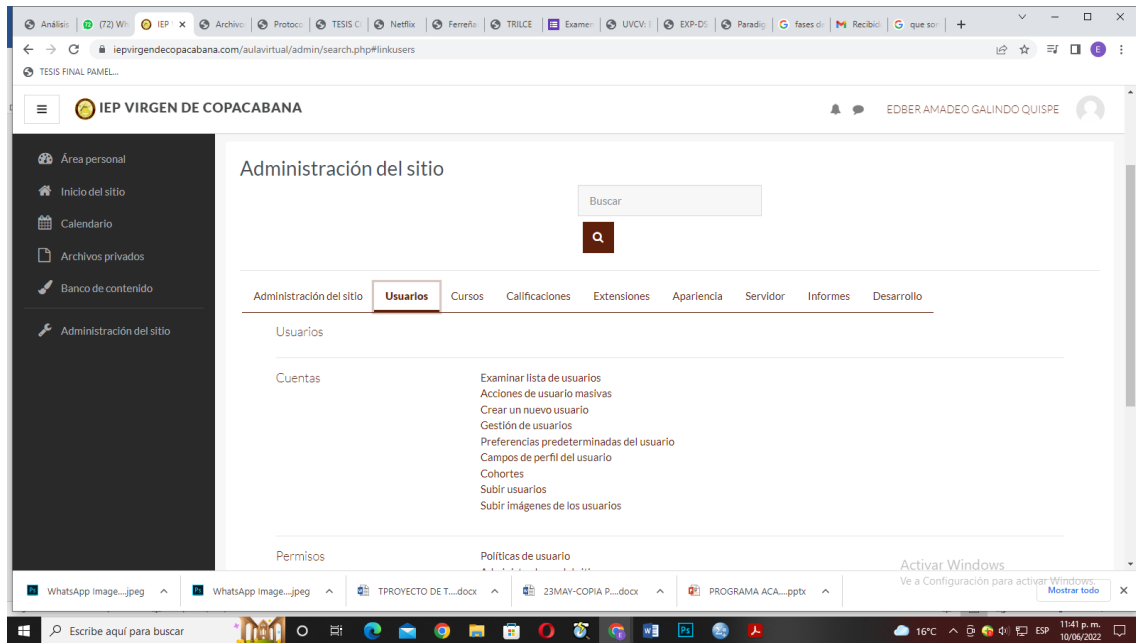 Análisis (72) Wh IEP V Archivo Protoco TESIS C Netflix Ferreña TRILCE Examen UVCV: EXP-DS Paradig fases de Recibid que son
iepvirgendecopacabana.com/aulavirtual/admin/search.php#linkusers E
TESIS FINAL PAMEL...
IEP VIRGEN DE COPACABANA EDBER AMADEO GALINDO QUISPE
Área personal
Inicio del sitio
Calendario
Archivos privados
Banco de contenido
Administración del sitio
Administración del sitio
Buscar
Administración del sitio Usuarios Cursos Calificaciones Extensiones Apariencia Servidor Informes Desarrollo
Usuarios
Cuentas Examinar lista de usuarios
Acciones de usuario masivas
Crear un nuevo usuario
Gestión de usuarios
Preferencias predeterminadas del usuario
Campos de perfil del usuario
Cohortes
Subir usuarios
Subir imágenes de los usuarios
Permisos Políticas de usuario
Activar Windows
Ve a Configuración para activar Windows.
WhatsApp Image....jpeg WhatsApp Image....jpeg TPROYECTO DE T....docx 23MAY-COPIA P....docx PROGRAMA ACA....pptx Mostrar todo
Escribe aquí para buscar 16°C ESP 11:41 p. m.
10/06/2022